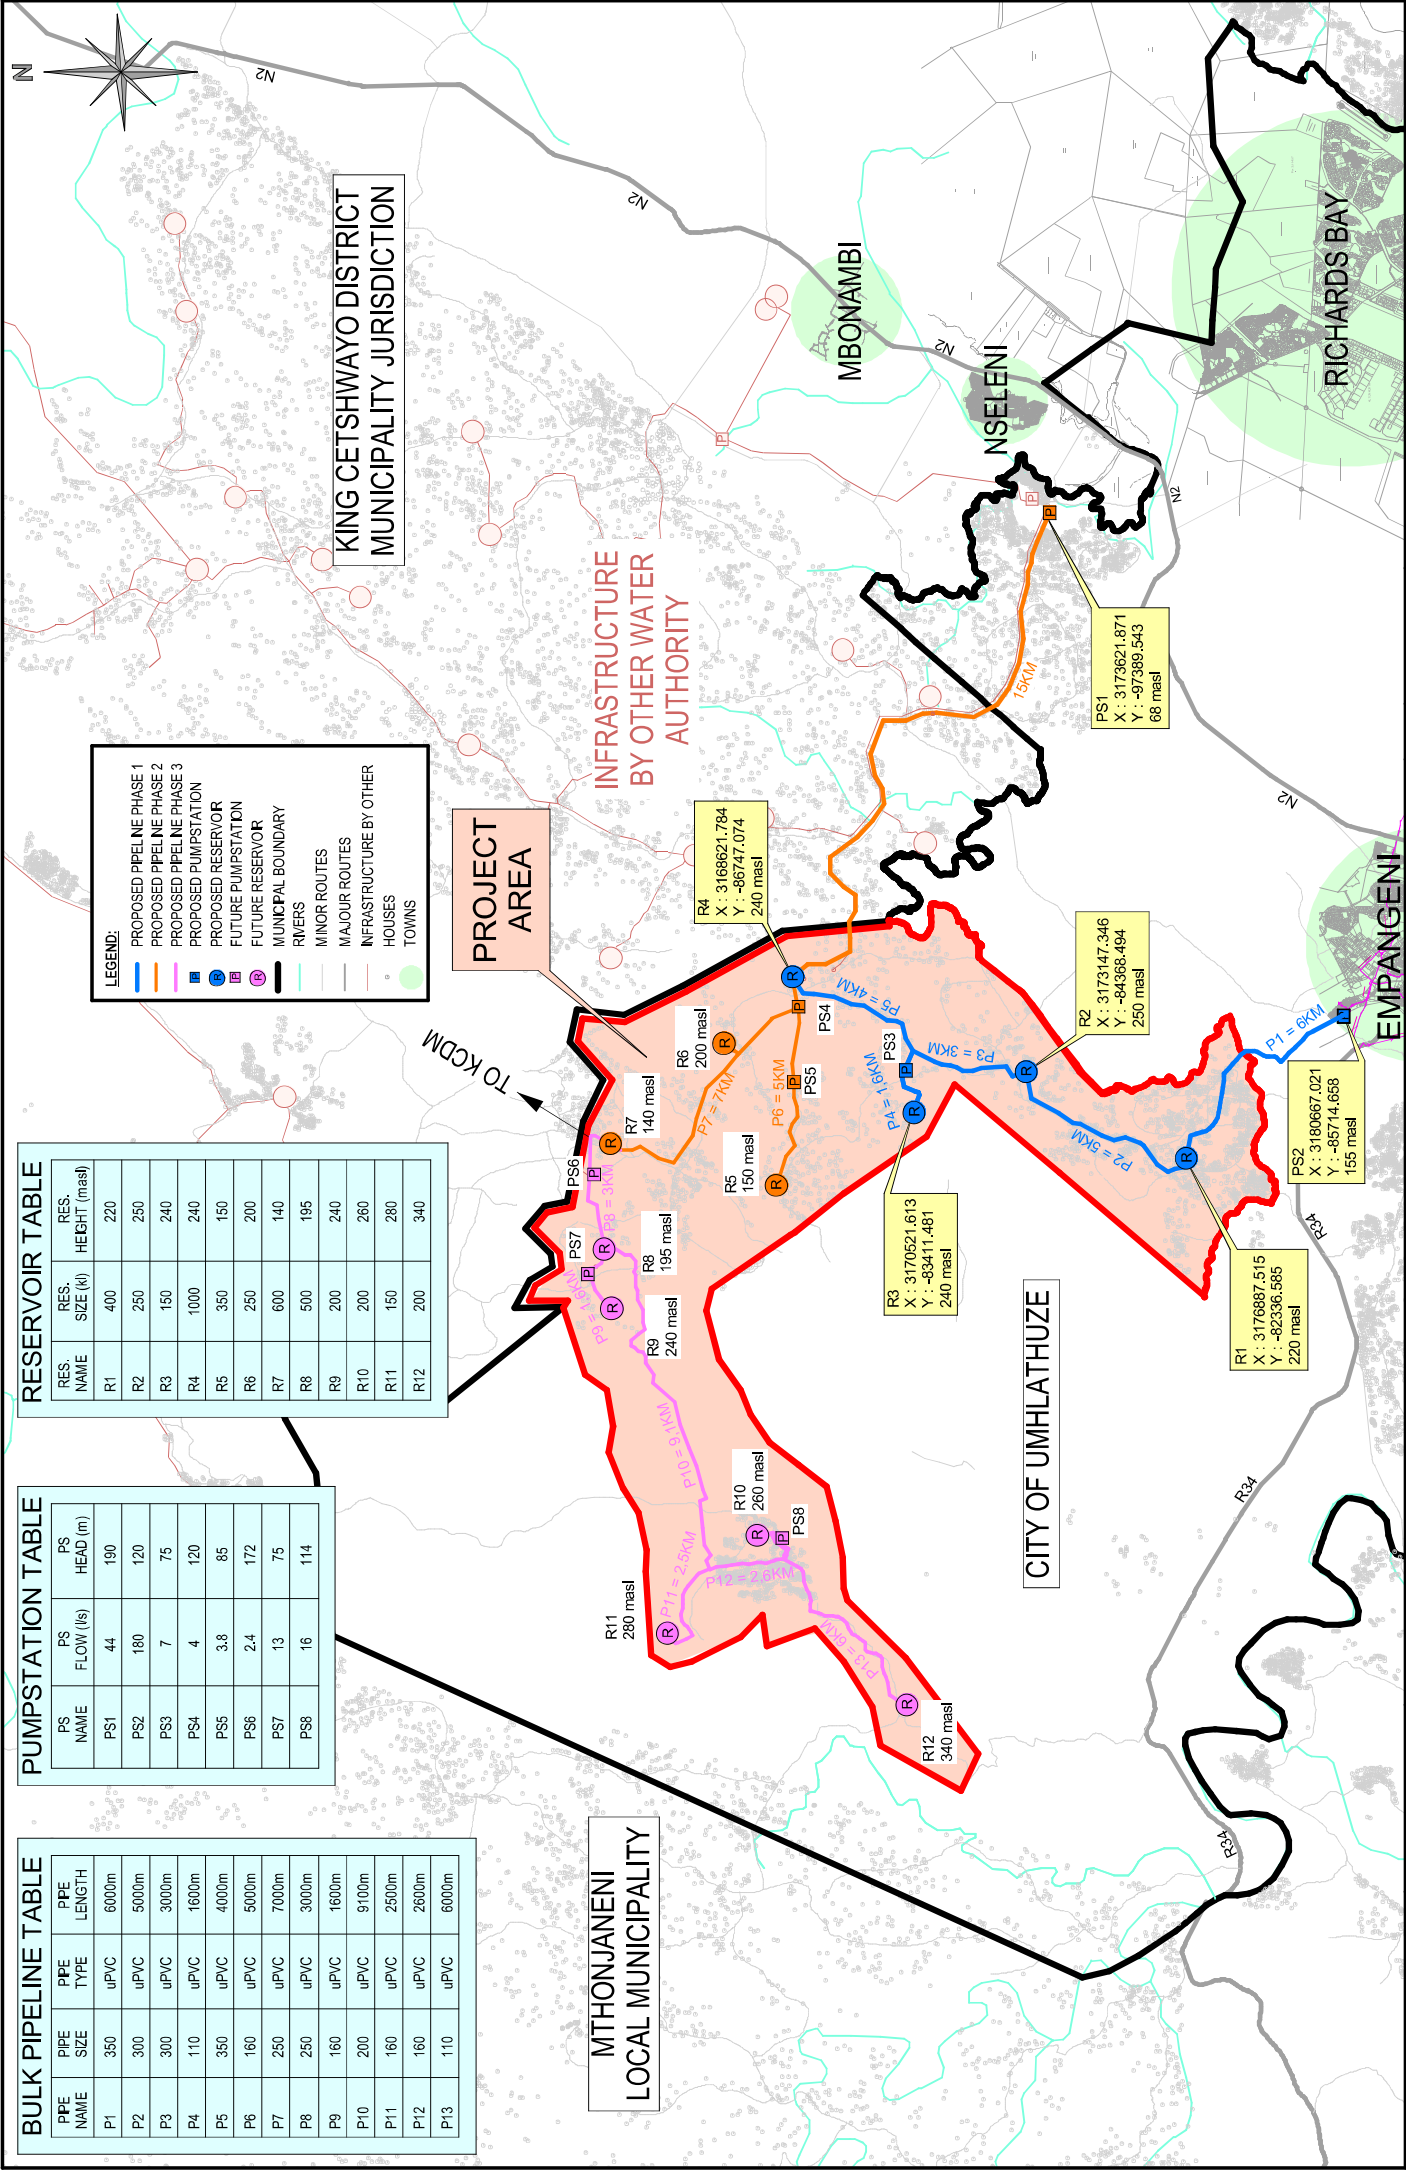 BULK PIPELINE TABLE
PIPE NAME PIPE SIZE PIPE TYPE PIPE LENGTH
P1 350 uPVC 6000m
P2 300 uPVC 5000m
P3 300 uPVC 3000m
P4 110 uPVC 1600m
P5 350 uPVC 4000m
P6 160 uPVC 5000m
P7 250 uPVC 7000m
P8 250 uPVC 3000m
P9 160 uPVC 1600m
P10 200 uPVC 9100m
P11 160 uPVC 2500m
P12 160 uPVC 2600m
P13 110 uPVC 6000m
PUMPSTATION TABLE
PS NAME PS FLOW (l/s) PS HEAD (m)
PS1 44 190
PS2 180 120
PS3 7 75
PS4 4 120
PS5 3.8 85
PS6 2.4 172
PS7 13 75
PS8 16 114
RESERVOIR TABLE
RES. NAME RES. SIZE (kl) RES. HEIGHT (masl)
R1 400 220
R2 250 250
R3 150 240
R4 1000 240
R5 350 150
R6 250 200
R7 600 140
R8 500 195
R9 200 240
R10 200 260
R11 150 280
R12 200 340
LEGEND:
PROPOSED PIPELINE PHASE 1
PROPOSED PIPELINE PHASE 2
PROPOSED PIPELINE PHASE 3
P PROPOSED PUMPSTATION
R PROPOSED RESERVOIR
P FUTURE PUMPSTATION
R FUTURE RESERVOIR
MUNICIPAL BOUNDARY
RIVERS
MINOR ROUTES
MAJOUR ROUTES
INFRASTRUCTURE BY OTHER
HOUSES
TOWNS
N
N2
KING CETSHWAYO DISTRICT
MUNICIPALITY JURISDICTION
N2
PROJECT
AREA
INFRASTRUCTURE
BY OTHER WATER
AUTHORITY
P
MBONAMBI
N2
NSELENI
P
P
N2
RICHARDS BAY
TO KCDM
R4
X : 3168621.784
Y : -86747.074
240 masl
15KM
PS1
X : 3173621.871
Y : -97389.543
68 masl
N2
PS6
P
P8 = 3KM
R
R7
140 masl
R
R6
200 masl
P7 = 7KM
R
P
PS4
P6 = 5KM
P
PS5
R
R5
150 masl
P5 = 4KM
PS3
P
P4 = 1,6KM
R
P3 = 3KM
R
R2
X : 3173147.346
Y : -84368.494
250 masl
P2 = 5KM
R
P1 = 6KM
EMPANGENI
PS2
X : 3180667.021
Y : -85714.658
155 masl
R3
X : 3170521.613
Y : -83411.481
240 masl
R1
X : 3176887.515
Y : -82336.585
220 masl
R34
PS7
P
R
R8
195 masl
P9 = 1,6KM
R
R9
240 masl
P10 = 9,1KM
R11
280 masl
R
P11 = 2,5KM
R10
260 masl
R
P
PS8
P12 = 2,6KM
P13 = 6KM
R
R12
340 masl
CITY OF UMHLATHUZE
R34
R34
MTHONJANENI
LOCAL MUNICIPALITY